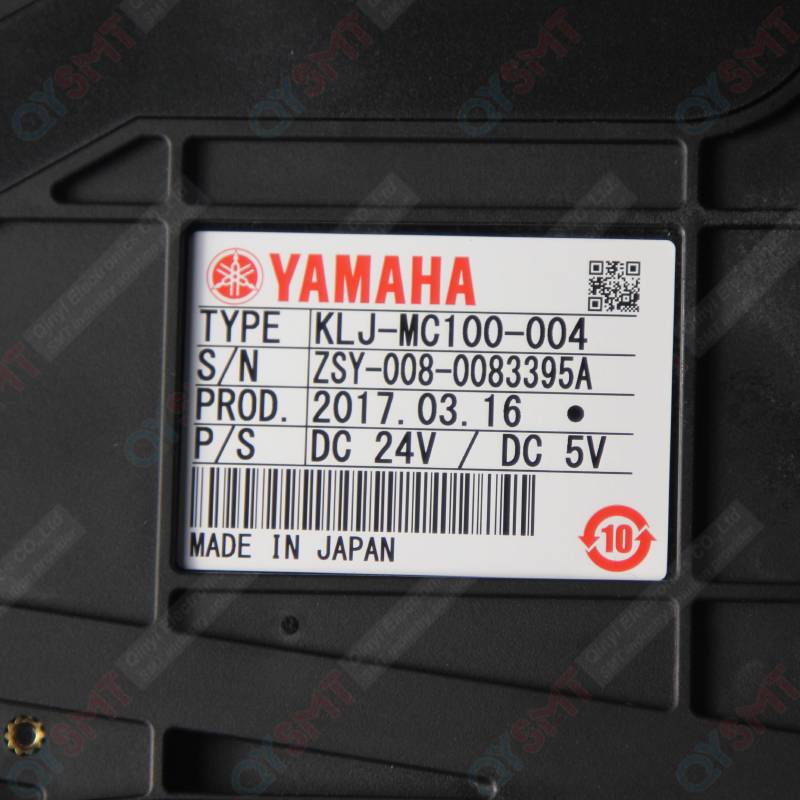 YAMAHA
TYPE KLJ-MC100-004
S/N ZSY-008-0083395A
PROD. 2017.03.16 ●
P/S DC 24V / DC 5V
MADE IN JAPAN
10
QYSMT